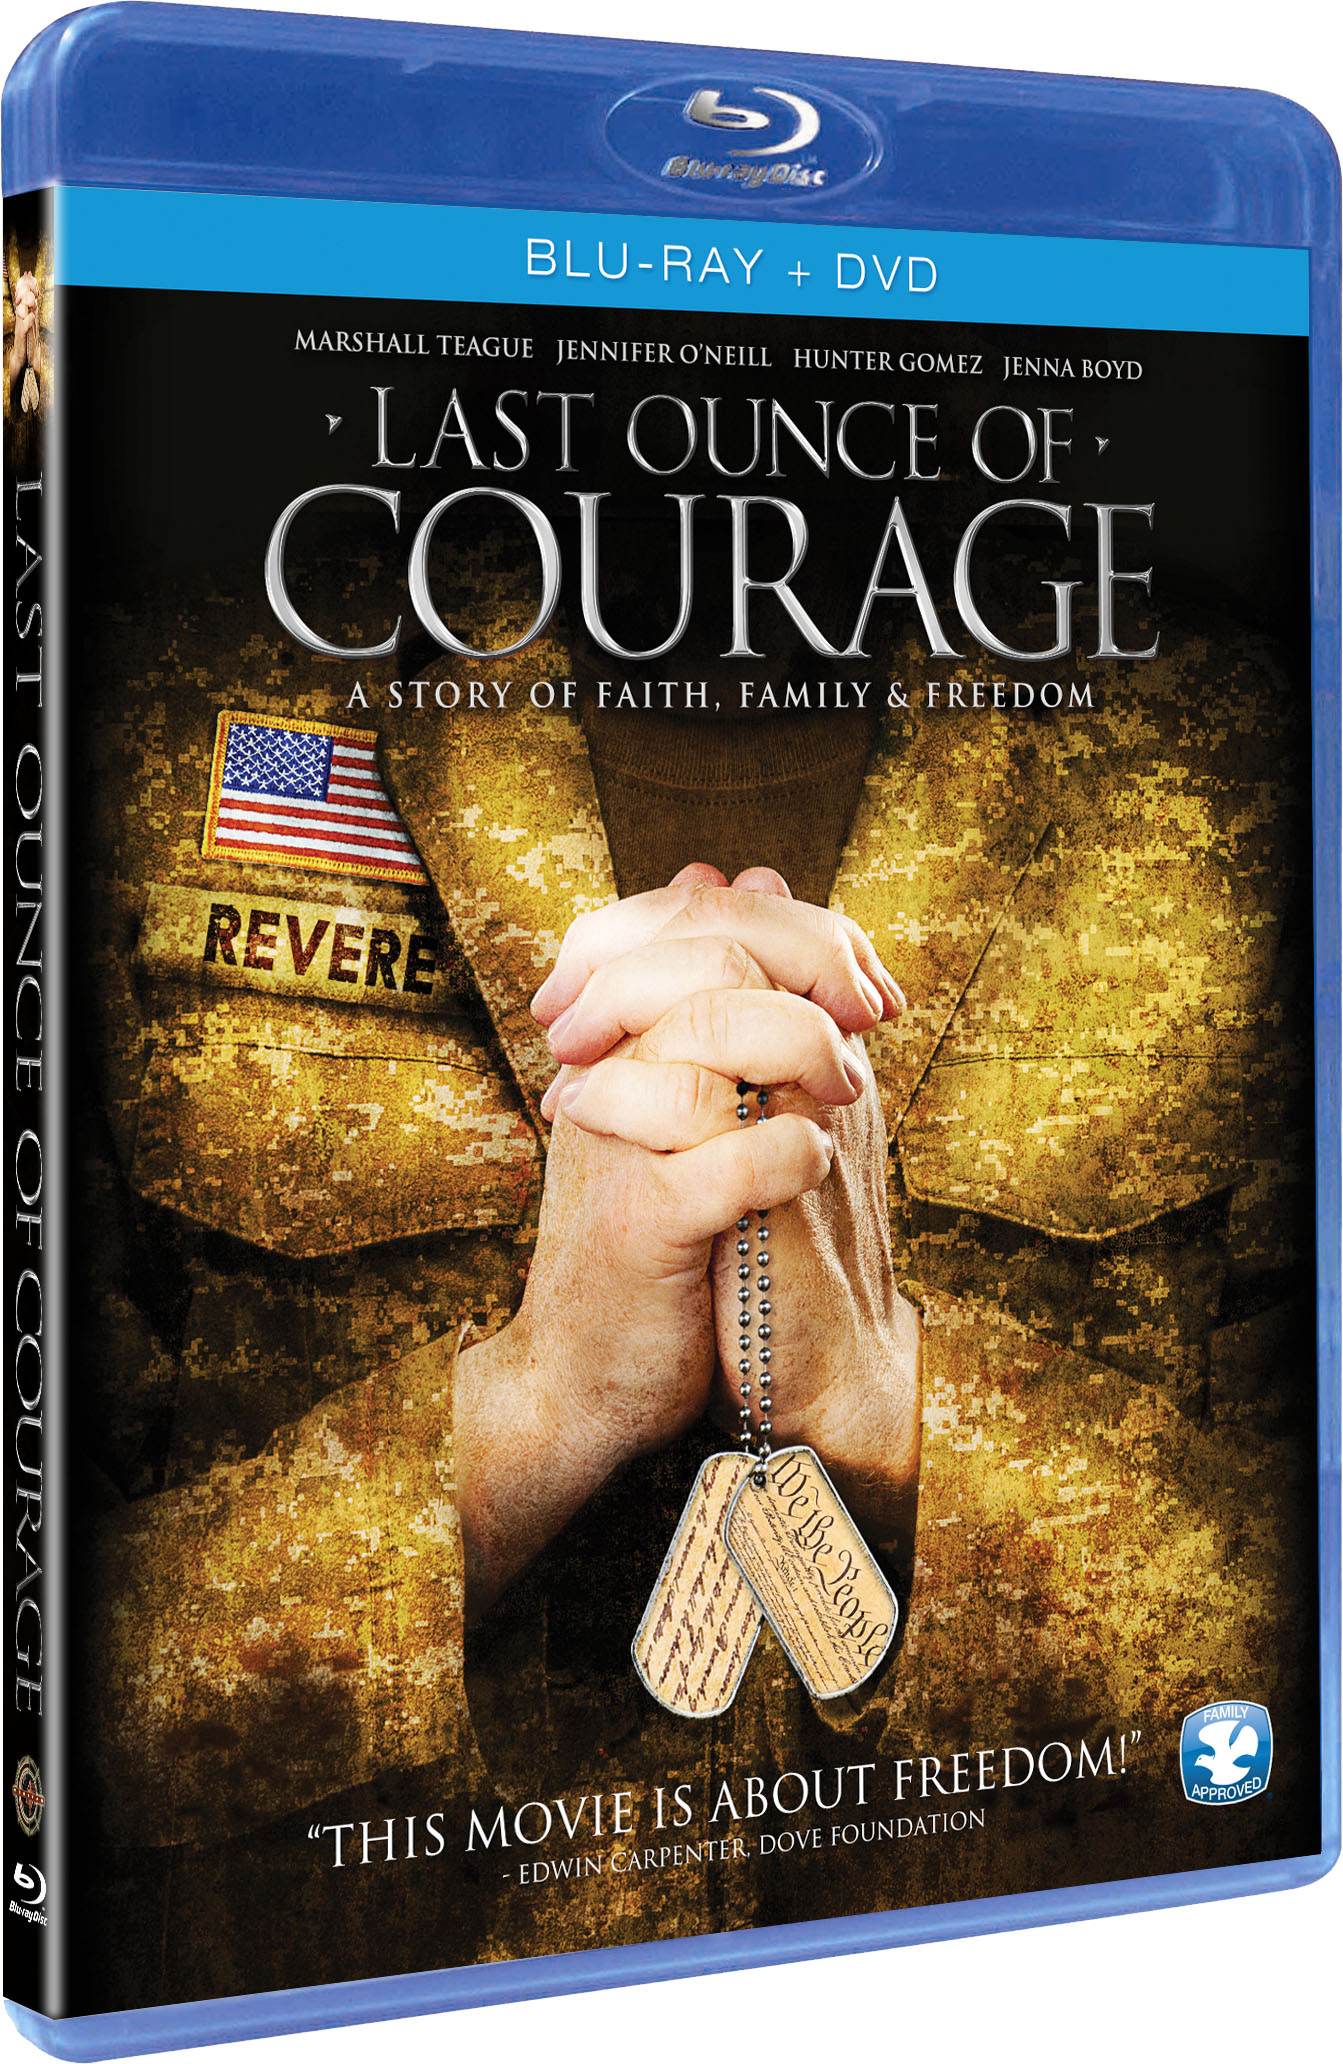 Blu-ray Disc
BLU-RAY + DVD
MARSHALL TEAGUE JENNIFER O'NEILL HUNTER GOMEZ JENNA BOYD
LAST OUNCE OF
COURAGE
A STORY OF FAITH, FAMILY & FREEDOM
REVERE
We The People
FAMILY
APPROVED
“THIS MOVIE IS ABOUT FREEDOM!”
- EDWIN CARPENTER, DOVE FOUNDATION
LAST OUNCE OF COURAGE
Blu-ray Disc